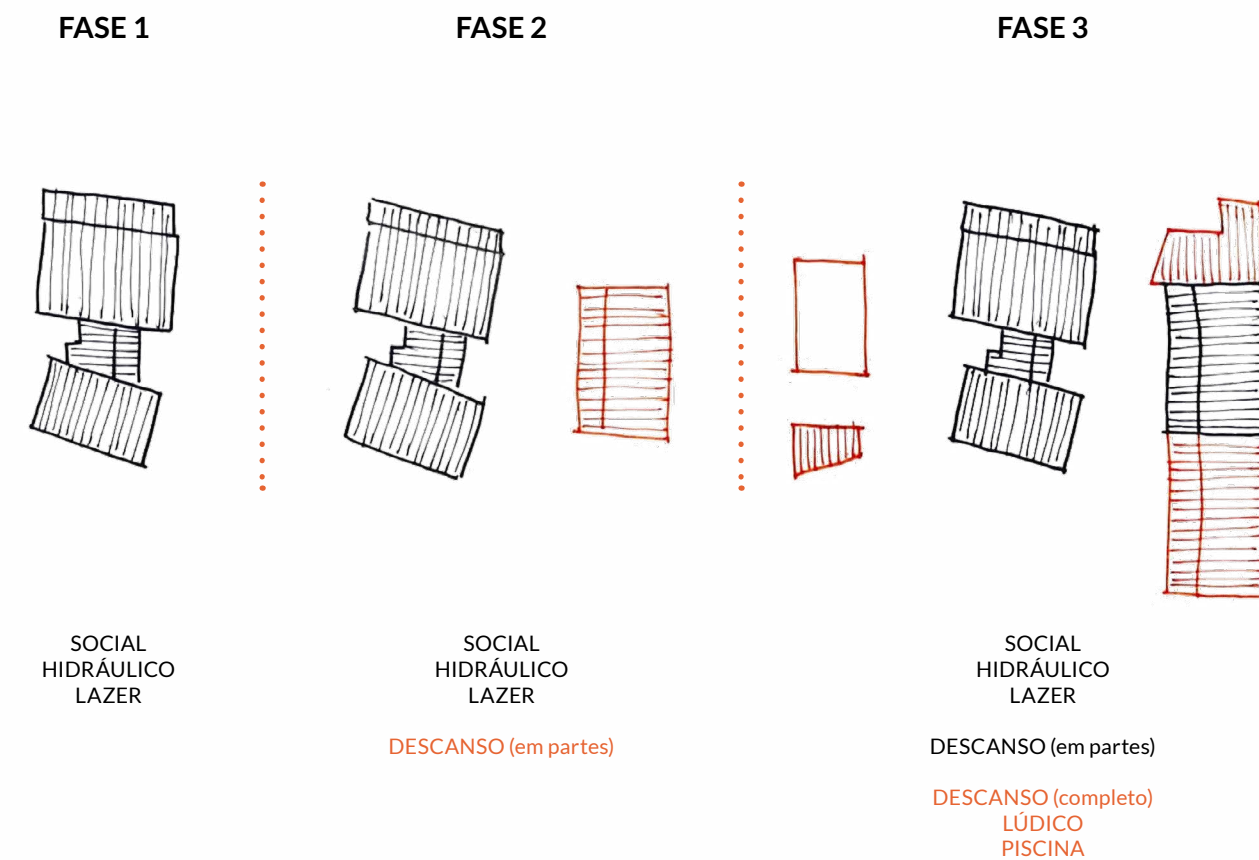 FASE 1
SOCIAL
HIDRÁULICO
LAZER
FASE 2
SOCIAL
HIDRÁULICO
LAZER
DESCANSO (em partes)
FASE 3
SOCIAL
HIDRÁULICO
LAZER
DESCANSO (em partes)
DESCANSO (completo)
LÚDICO
PISCINA